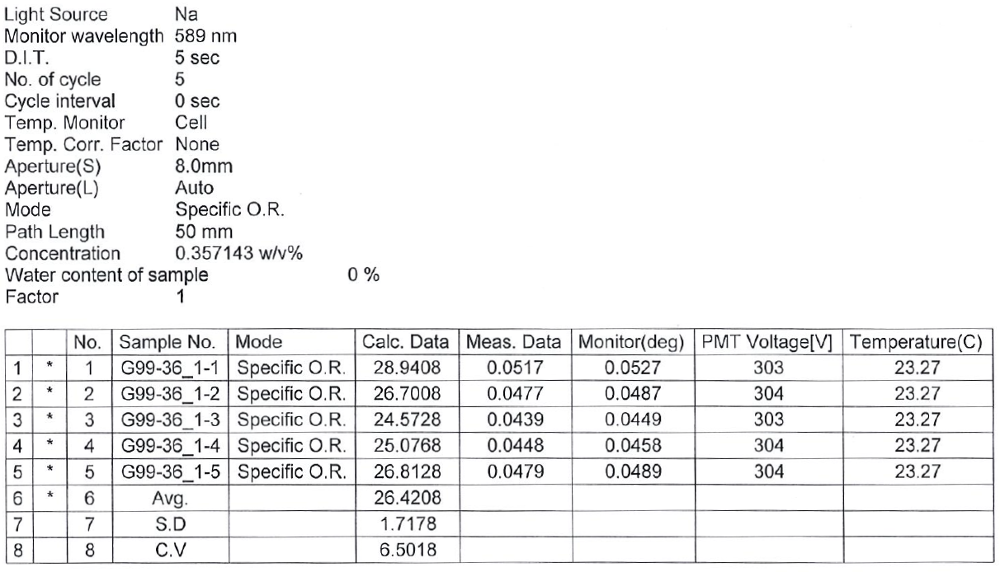 Light Source Na
Monitor wavelength 589 nm
D.I.T. 5 sec
No. of cycle 5
Cycle interval 0 sec
Temp. Monitor Cell
Temp. Corr. Factor None
Aperture(S) 8.0mm
Aperture(L) Auto
Mode Specific O.R.
Path Length 50 mm
Concentration 0.357143 w/v%
Water content of sample 0 %
Factor 1
No. Sample No. Mode Calc. Data Meas. Data Monitor(deg) PMT Voltage[V] Temperature(C)
1 * 1 G99-36_1-1 Specific O.R. 28.9408 0.0517 0.0527 303 23.27
2 * 2 G99-36_1-2 Specific O.R. 26.7008 0.0477 0.0487 304 23.27
3 * 3 G99-36_1-3 Specific O.R. 24.5728 0.0439 0.0449 303 23.27
4 * 4 G99-36_1-4 Specific O.R. 25.0768 0.0448 0.0458 304 23.27
5 * 5 G99-36_1-5 Specific O.R. 26.8128 0.0479 0.0489 304 23.27
6 * 6 Avg. 26.4208
7 7 S.D 1.7178
8 8 C.V 6.5018